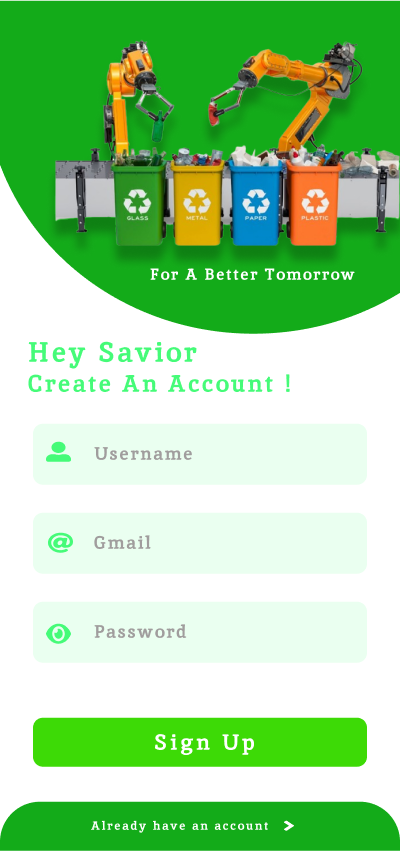 GLASS METAL PAPER PLASTIC
For A Better Tomorrow
Hey Savior
Create An Account !
Username
Gmail
Password
Sign Up
Already have an account >